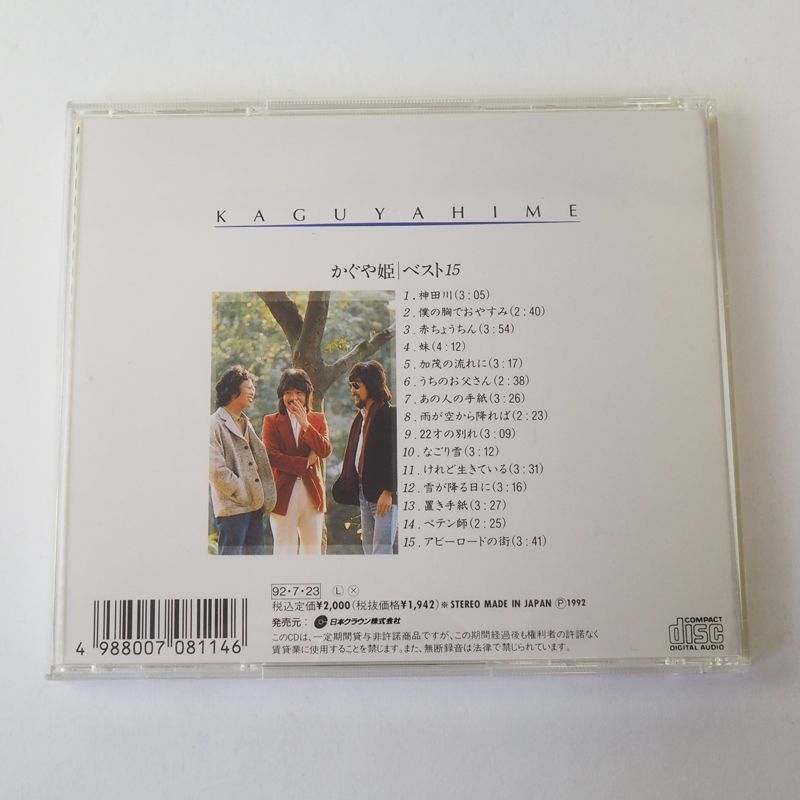 KAGUYAHIME
かぐや姫|ベスト15
1.神田川(3:05)
2.僕の胸でおやすみ(2:40)
3.赤ちょうちん(3:54)
4.妹(4:12)
5.加茂の流れに(3:17)
6.うちのお父さん(2:38)
7.あの人の手紙(3:26)
8.雨が空から降れば(2:23)
9.22才の別れ(3:09)
10.なごり雪(3:12)
11.けれど生きている(3:31)
12.雪が降る日に(3:16)
13.置き手紙(3:27)
14.ペテン師(2:25)
15.アビーロードの街(3:41)
92・7・23 Ⓛ ⓧ
税込定価¥2,000(税抜価格¥1,942)※STEREO MADE IN JAPAN Ⓟ1992
発売元：日本クラウン株式会社
このCDは、一定期間貸与非許諾商品ですが、この期間経過後も権利者の許諾なく
賃貸業に使用することを禁じます。また、無断録音は法律で禁じられています。
4 988007 081146
COMPACT
disc
DIGITAL AUDIO